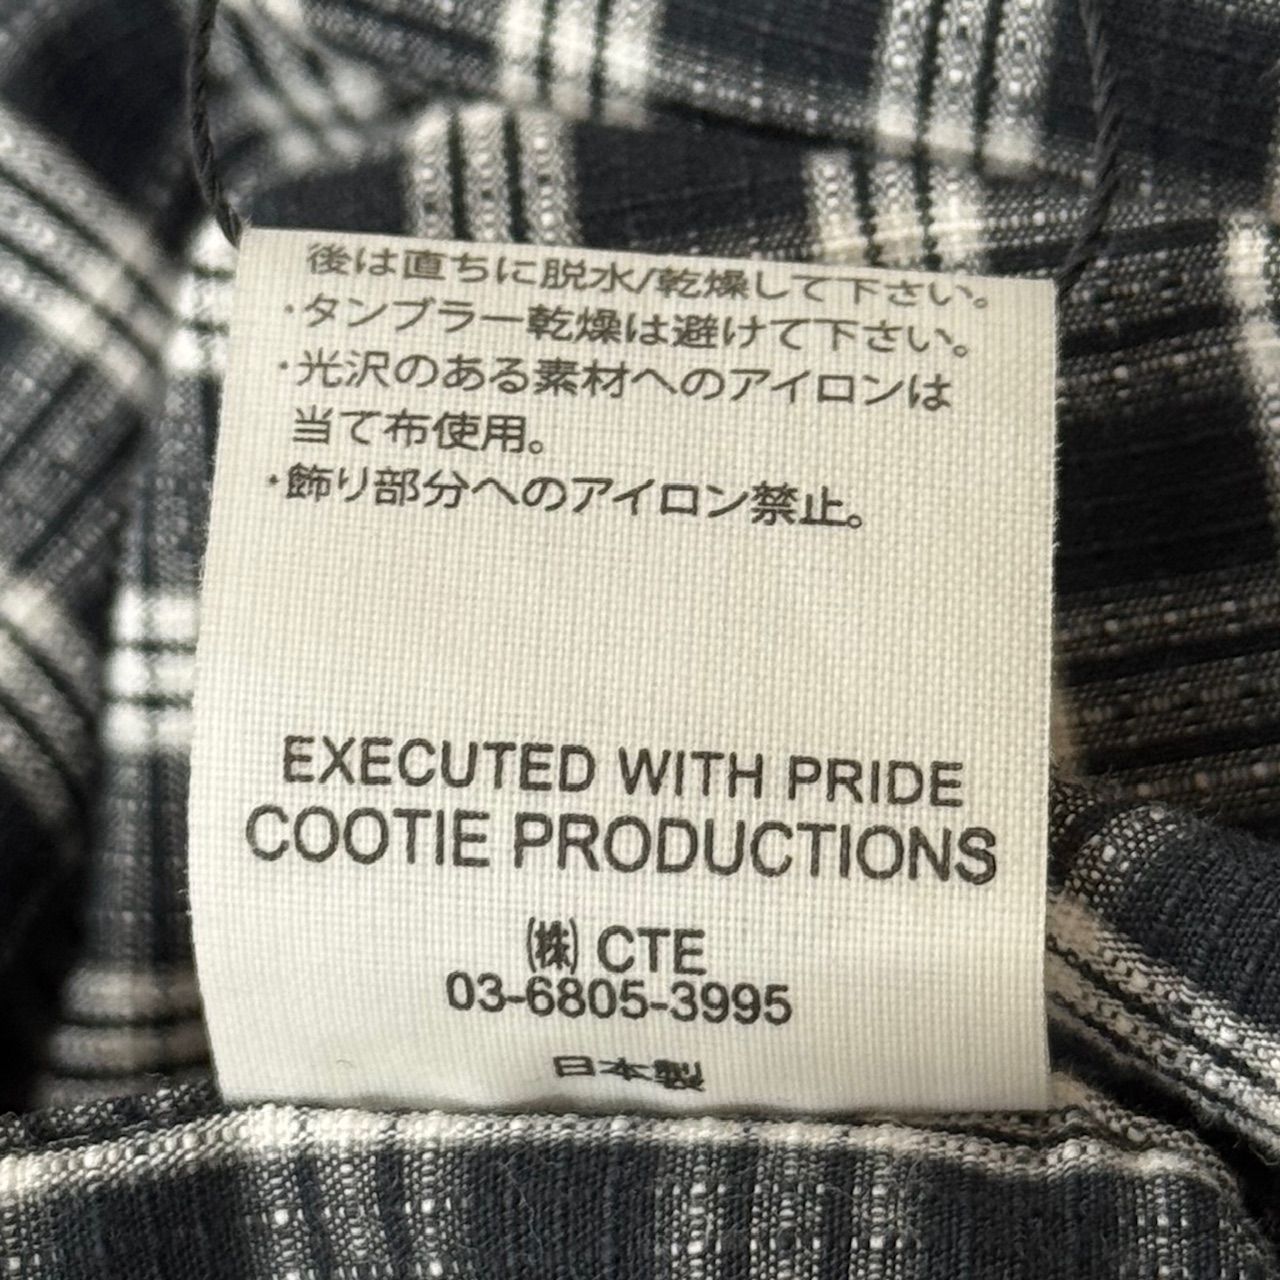 後は直ちに脱水/乾燥して下さい。
・タンブラー乾燥は避けて下さい。
・光沢のある素材へのアイロンは
当て布使用。
・飾り部分へのアイロン禁止。
EXECUTED WITH PRIDE
COOTIE PRODUCTIONS
㈱ CTE
03-6805-3995
日本製